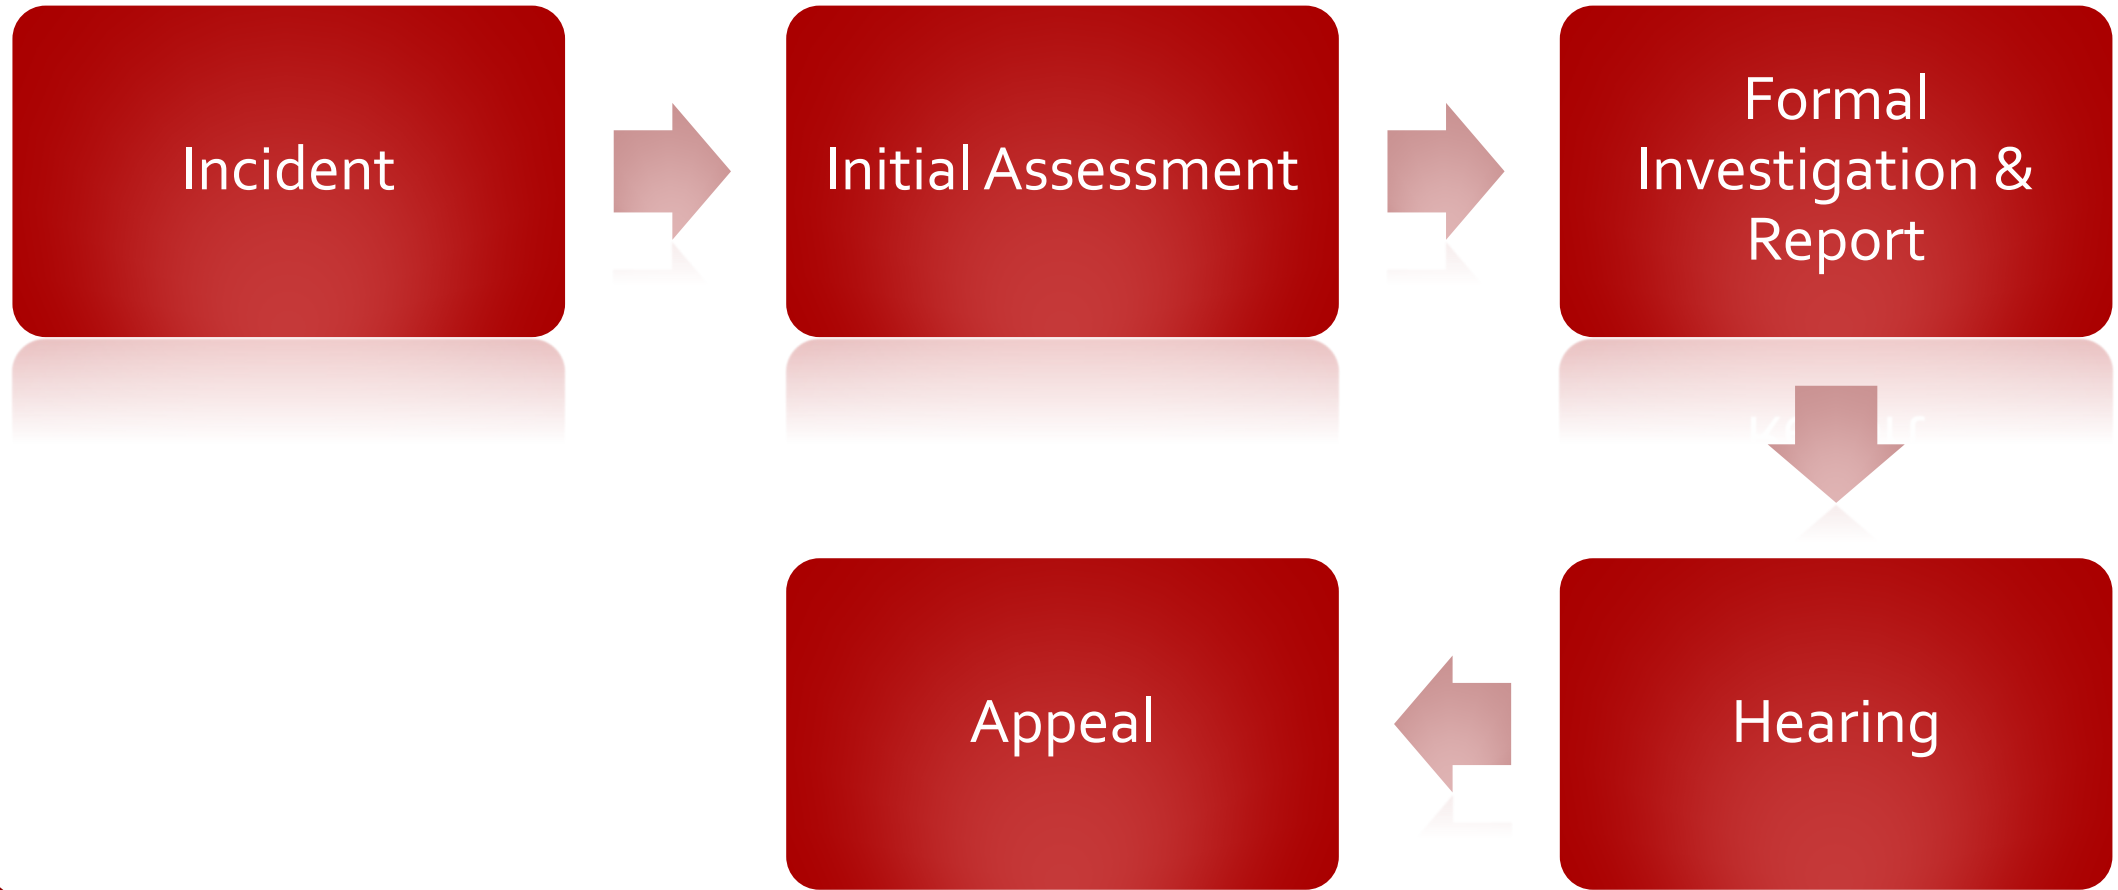 Incident
Initial Assessment
Formal
Investigation &
Report
Hearing
Appeal